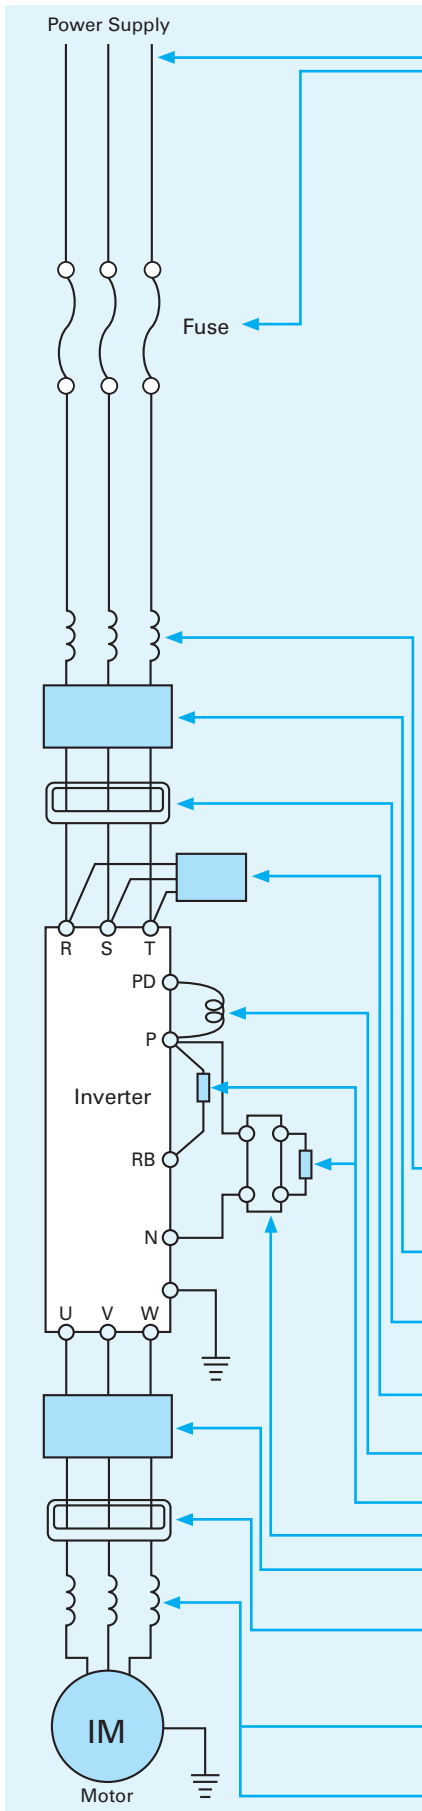 Power Supply
Fuse
R S T
PD
P
Inverter
RB
N
U V W
IM
Motor